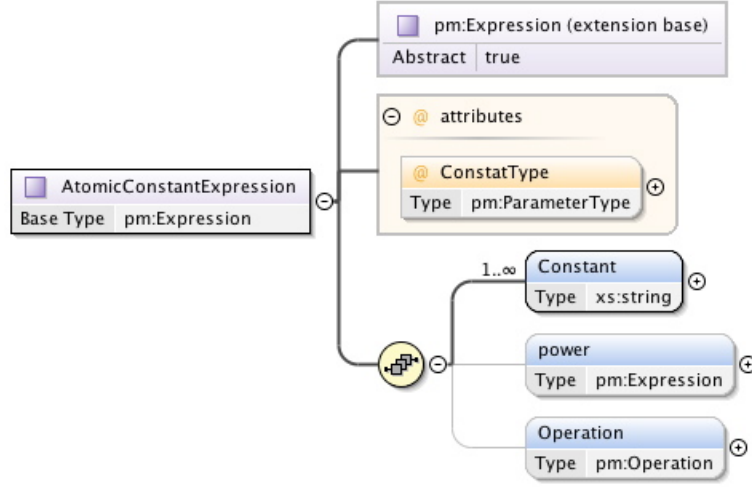 pm:Expression (extension base)
Abstract true
@ attributes
@ ConstatType
Type pm:ParameterType
AtomicConstantExpression
Base Type pm:Expression
1..∞
Constant
Type xs:string
power
Type pm:Expression
Operation
Type pm:Operation